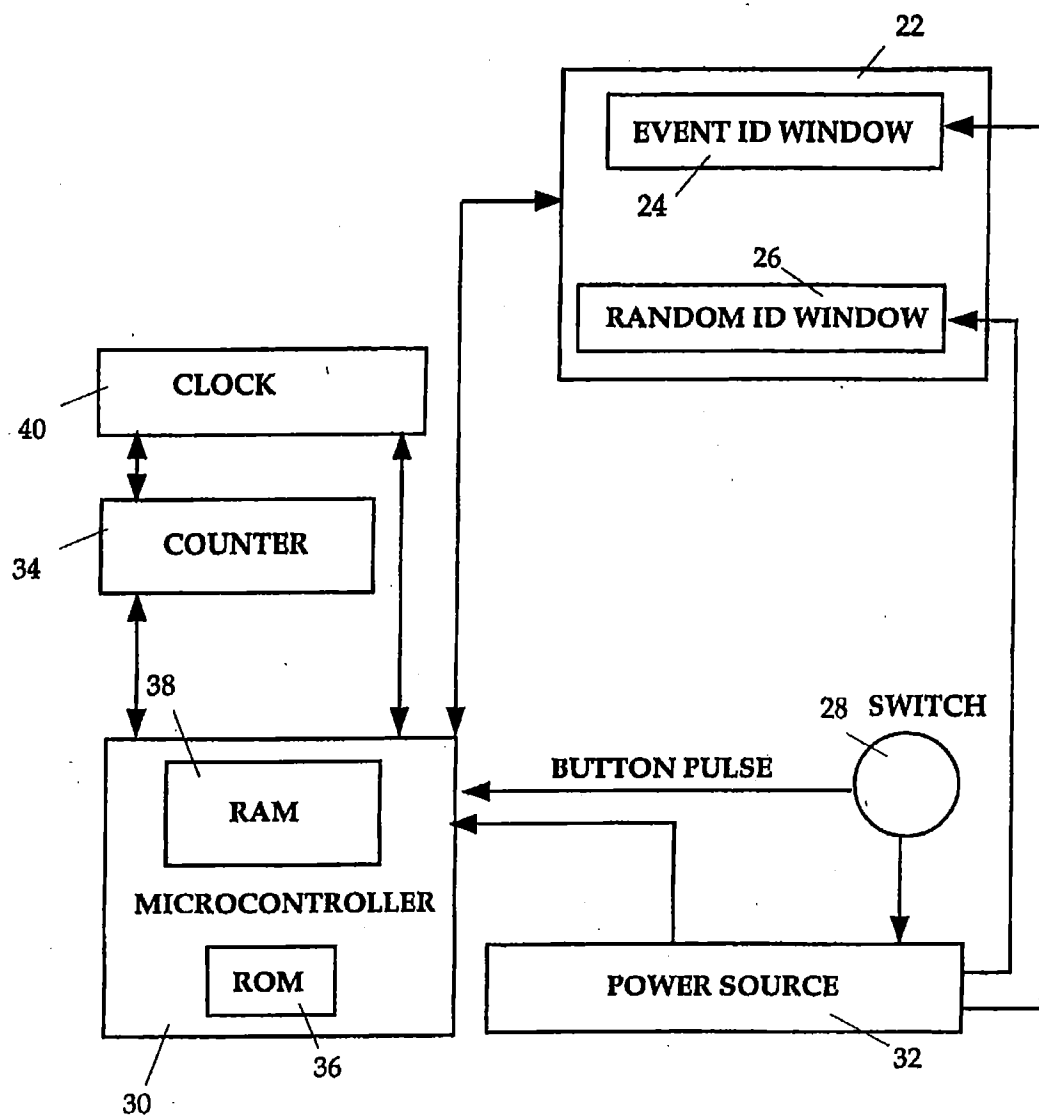 22
EVENT ID WINDOW
24
26
RANDOM ID WINDOW
CLOCK
40
COUNTER
34
38
28 SWITCH
BUTTON PULSE
RAM
MICROCONTROLLER
ROM
POWER SOURCE
36
32
30